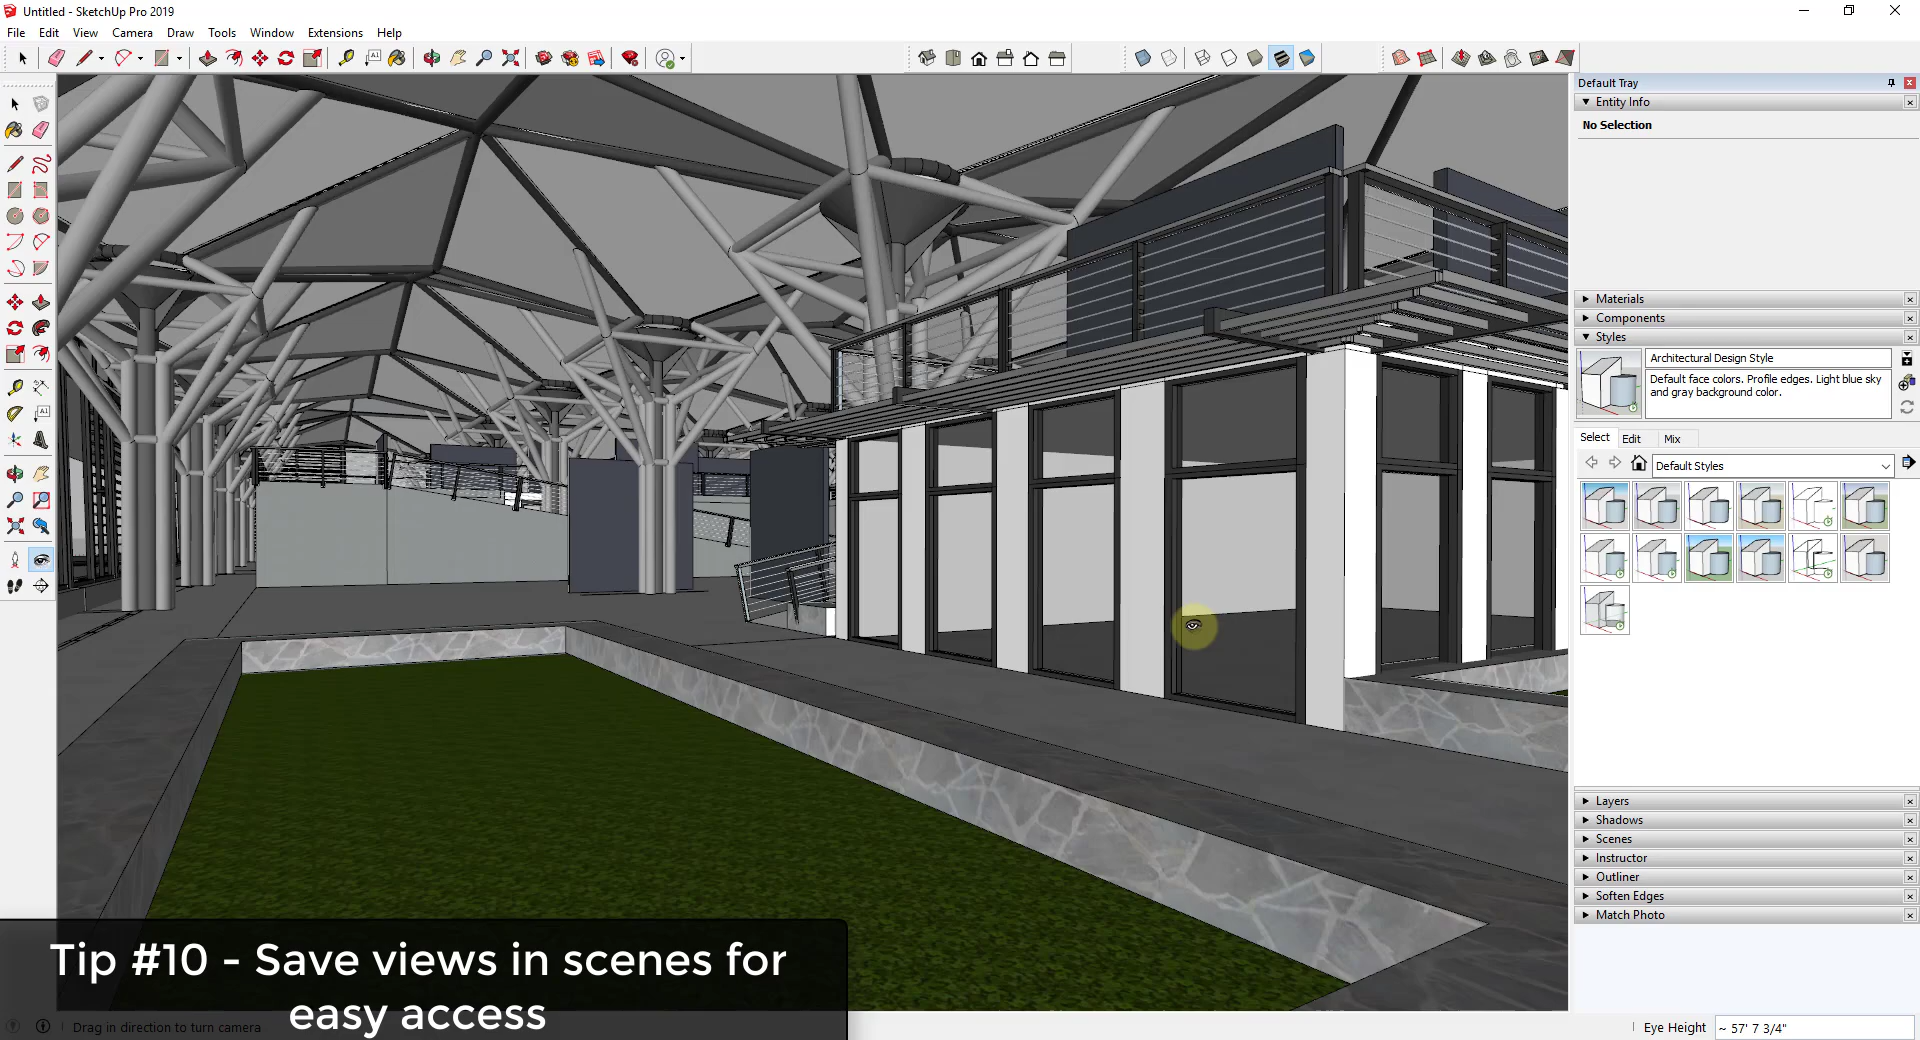 Untitled - SketchUp Pro 2019
File Edit View Camera Draw Tools Window Extensions Help
Default Tray
Entity Info
No Selection
Materials
Components
Styles
Architectural Design Style
Default face colors. Profile edges. Light blue sky
and gray background color.
Select Edit Mix
Default Styles
Layers
Shadows
Scenes
Instructor
Outliner
Soften Edges
Match Photo
Tip #10 - Save views in scenes for
easy access
Drag in direction to turn camera
Eye Height ~ 57' 7 3/4"